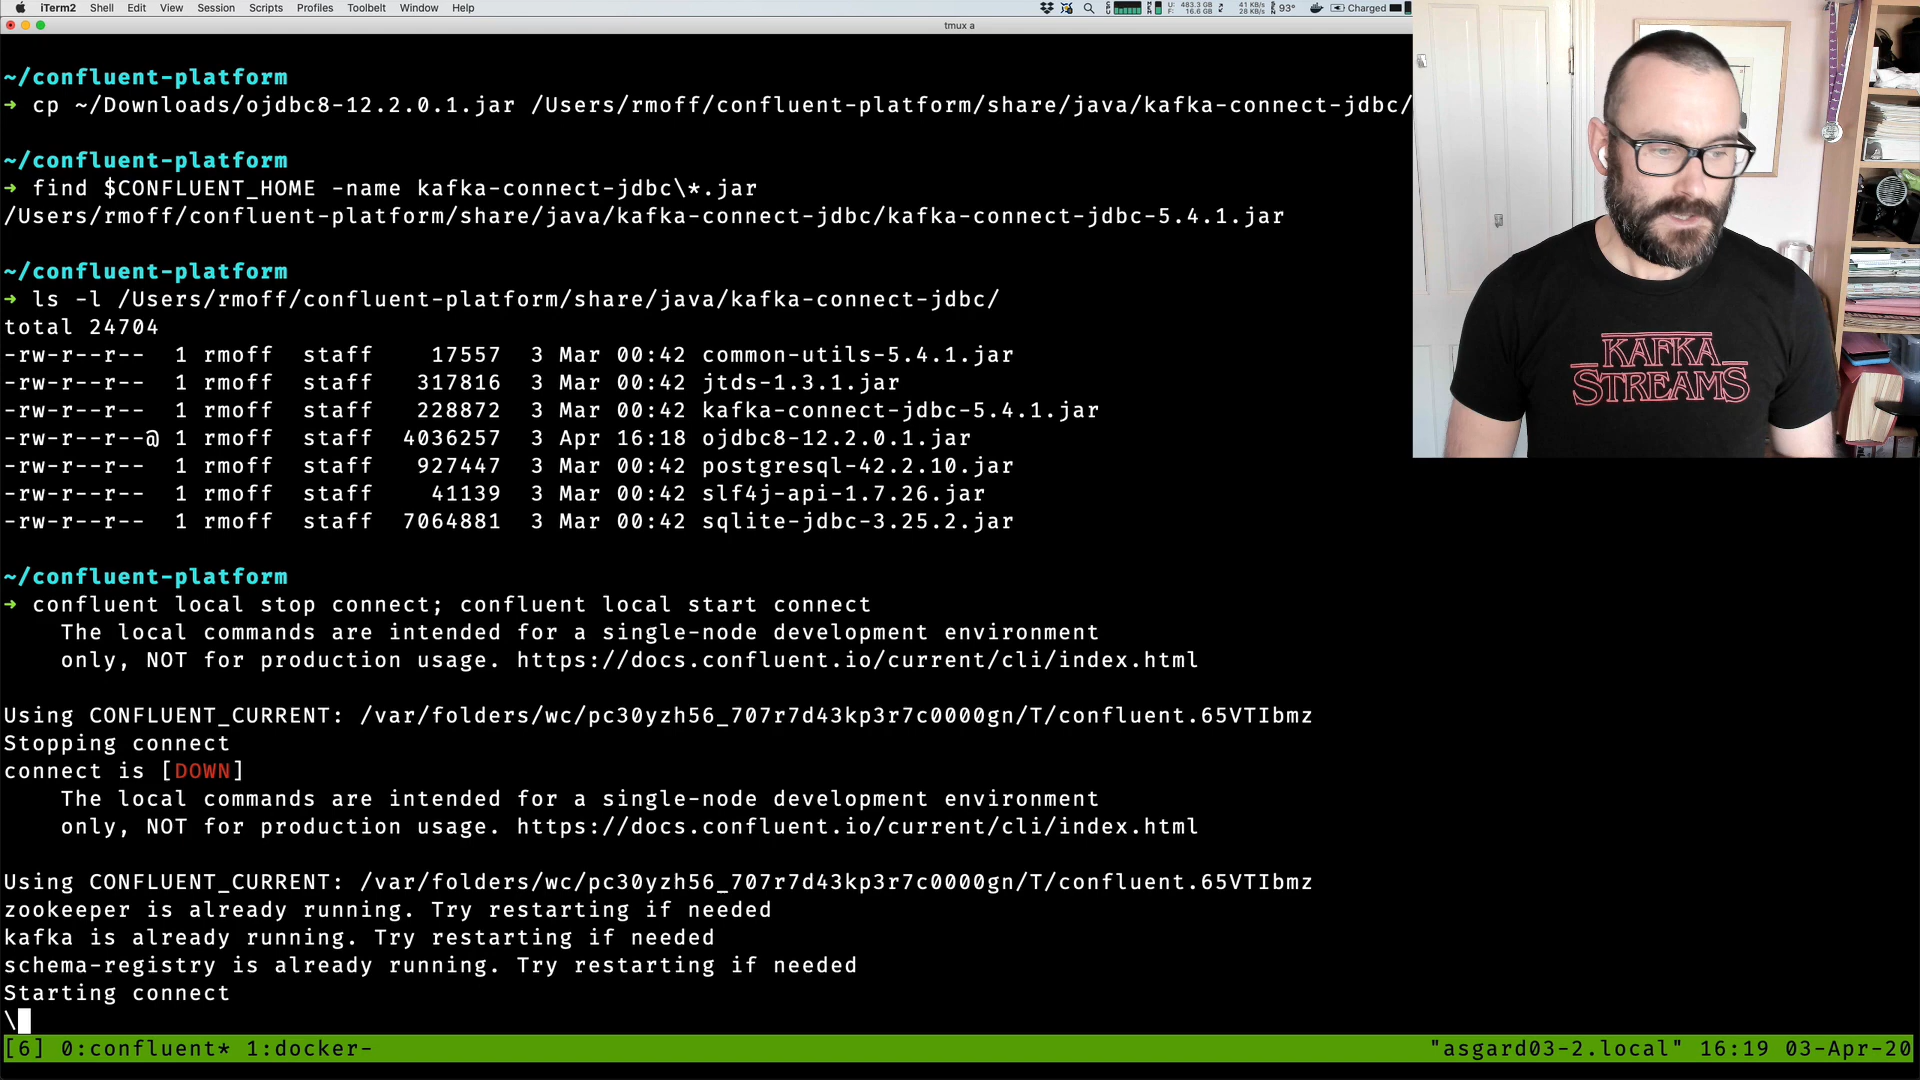 iTerm2 Shell Edit View Session Scripts Profiles Toolbelt Window Help
U: 483.3 GB
F: 16.6 GB
41 KB/s
28 KB/s
93° Charged
tmux a
~/confluent-platform
➜ cp ~/Downloads/ojdbc8-12.2.0.1.jar /Users/rmoff/confluent-platform/share/java/kafka-connect-jdbc/
~/confluent-platform
➜ find $CONFLUENT_HOME -name kafka-connect-jdbc\*.jar
/Users/rmoff/confluent-platform/share/java/kafka-connect-jdbc/kafka-connect-jdbc-5.4.1.jar
~/confluent-platform
➜ ls -l /Users/rmoff/confluent-platform/share/java/kafka-connect-jdbc/
total 24704
-rw-r--r-- 1 rmoff staff 17557 3 Mar 00:42 common-utils-5.4.1.jar
-rw-r--r-- 1 rmoff staff 317816 3 Mar 00:42 jtds-1.3.1.jar
-rw-r--r-- 1 rmoff staff 228872 3 Mar 00:42 kafka-connect-jdbc-5.4.1.jar
-rw-r--r--@ 1 rmoff staff 4036257 3 Apr 16:18 ojdbc8-12.2.0.1.jar
-rw-r--r-- 1 rmoff staff 927447 3 Mar 00:42 postgresql-42.2.10.jar
-rw-r--r-- 1 rmoff staff 41139 3 Mar 00:42 slf4j-api-1.7.26.jar
-rw-r--r-- 1 rmoff staff 7064881 3 Mar 00:42 sqlite-jdbc-3.25.2.jar
~/confluent-platform
➜ confluent local stop connect; confluent local start connect
The local commands are intended for a single-node development environment
only, NOT for production usage. https://docs.confluent.io/current/cli/index.html
Using CONFLUENT_CURRENT: /var/folders/wc/pc30yzh56_707r7d43kp3r7c0000gn/T/confluent.65VTIbmz
Stopping connect
connect is [DOWN]
The local commands are intended for a single-node development environment
only, NOT for production usage. https://docs.confluent.io/current/cli/index.html
Using CONFLUENT_CURRENT: /var/folders/wc/pc30yzh56_707r7d43kp3r7c0000gn/T/confluent.65VTIbmz
zookeeper is already running. Try restarting if needed
kafka is already running. Try restarting if needed
schema-registry is already running. Try restarting if needed
Starting connect
\
[6] 0:confluent* 1:docker- "asgard03-2.local" 16:19 03-Apr-20
KAFKA
STREAMS